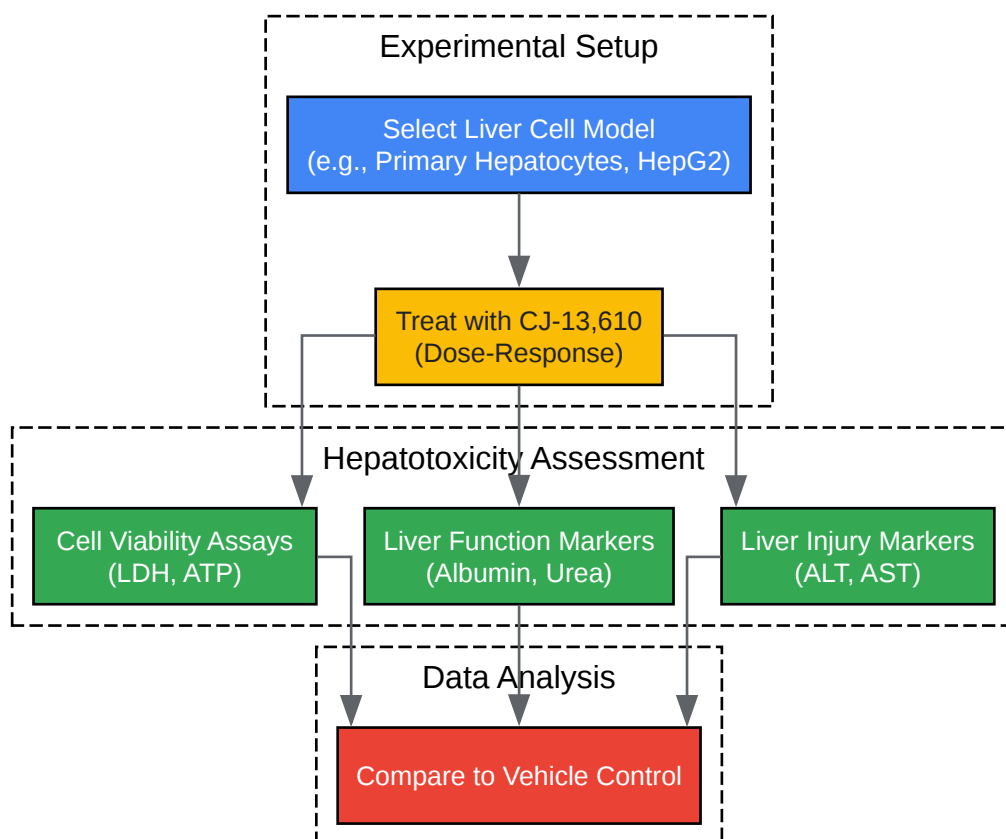 Experimental Setup
Select Liver Cell Model
(e.g., Primary Hepatocytes, HepG2)
Treat with CJ-13,610
(Dose-Response)
Hepatotoxicity Assessment
Cell Viability Assays
(LDH, ATP)
Liver Function Markers
(Albumin, Urea)
Liver Injury Markers
(ALT, AST)
Data Analysis
Compare to Vehicle Control